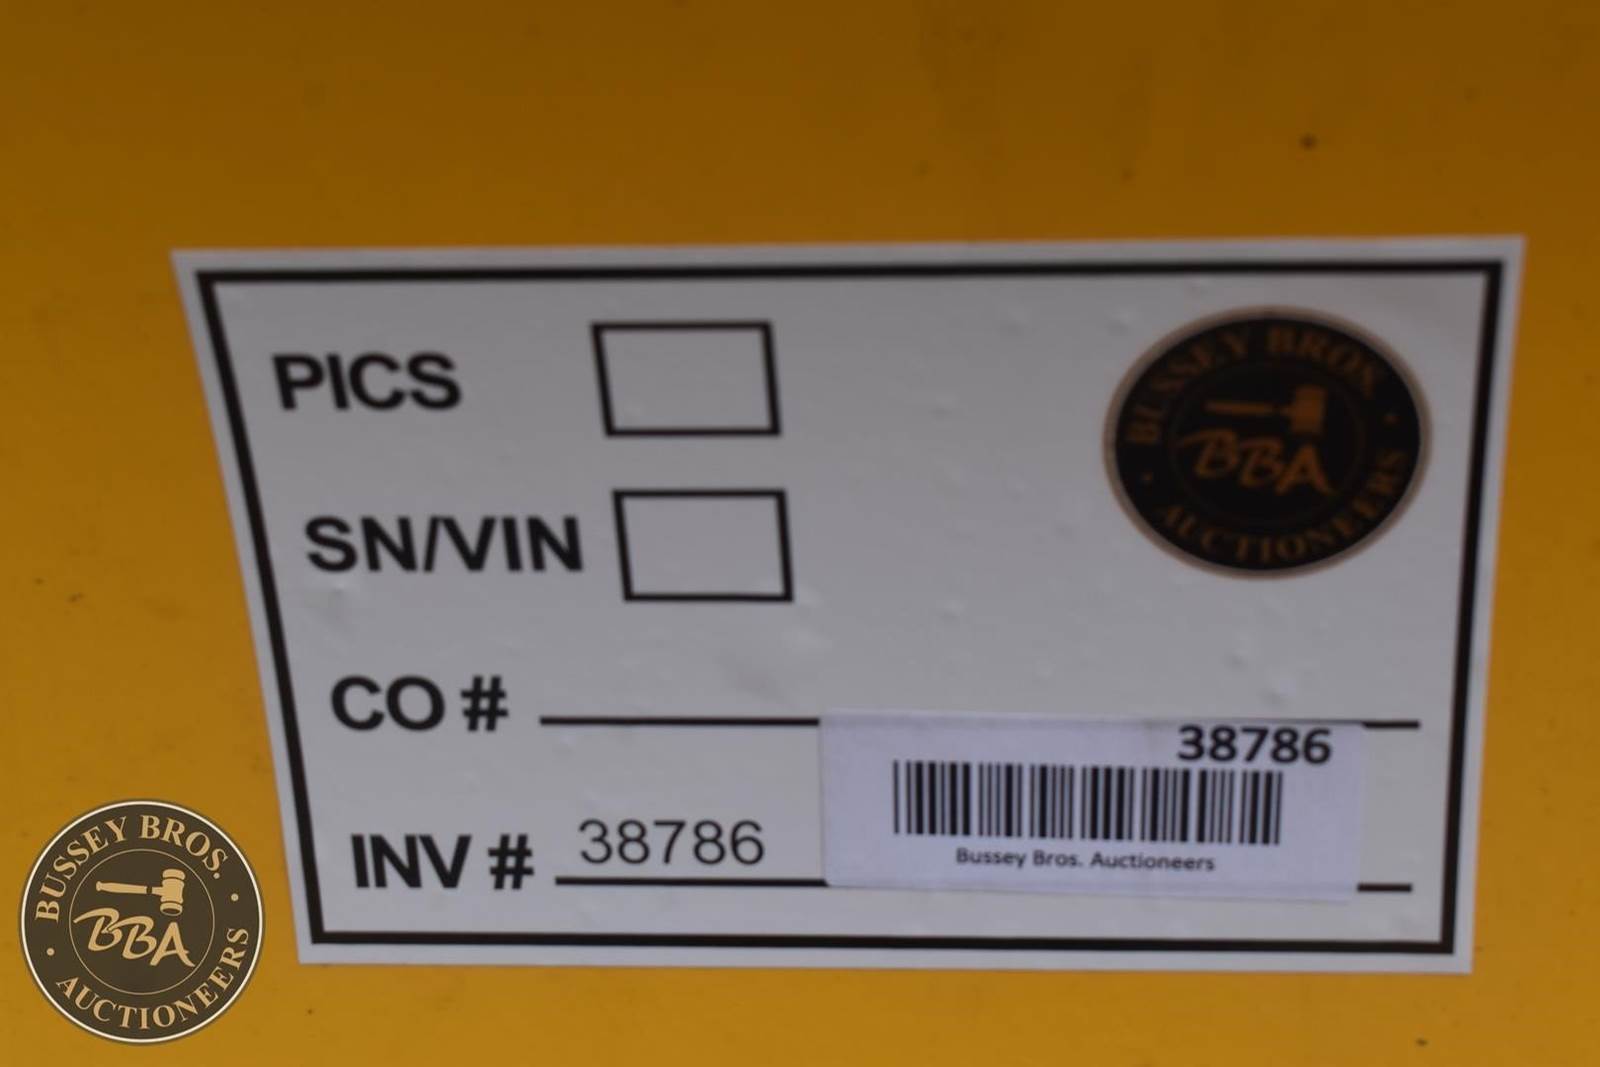 PICS
BUSSEY BROS.
BBA
AUCTIONEERS
SN/VIN
CO #
38786
INV # 38786
Bussey Bros. Auctioneers
BUSSEY BROS.
BBA
AUCTIONEERS